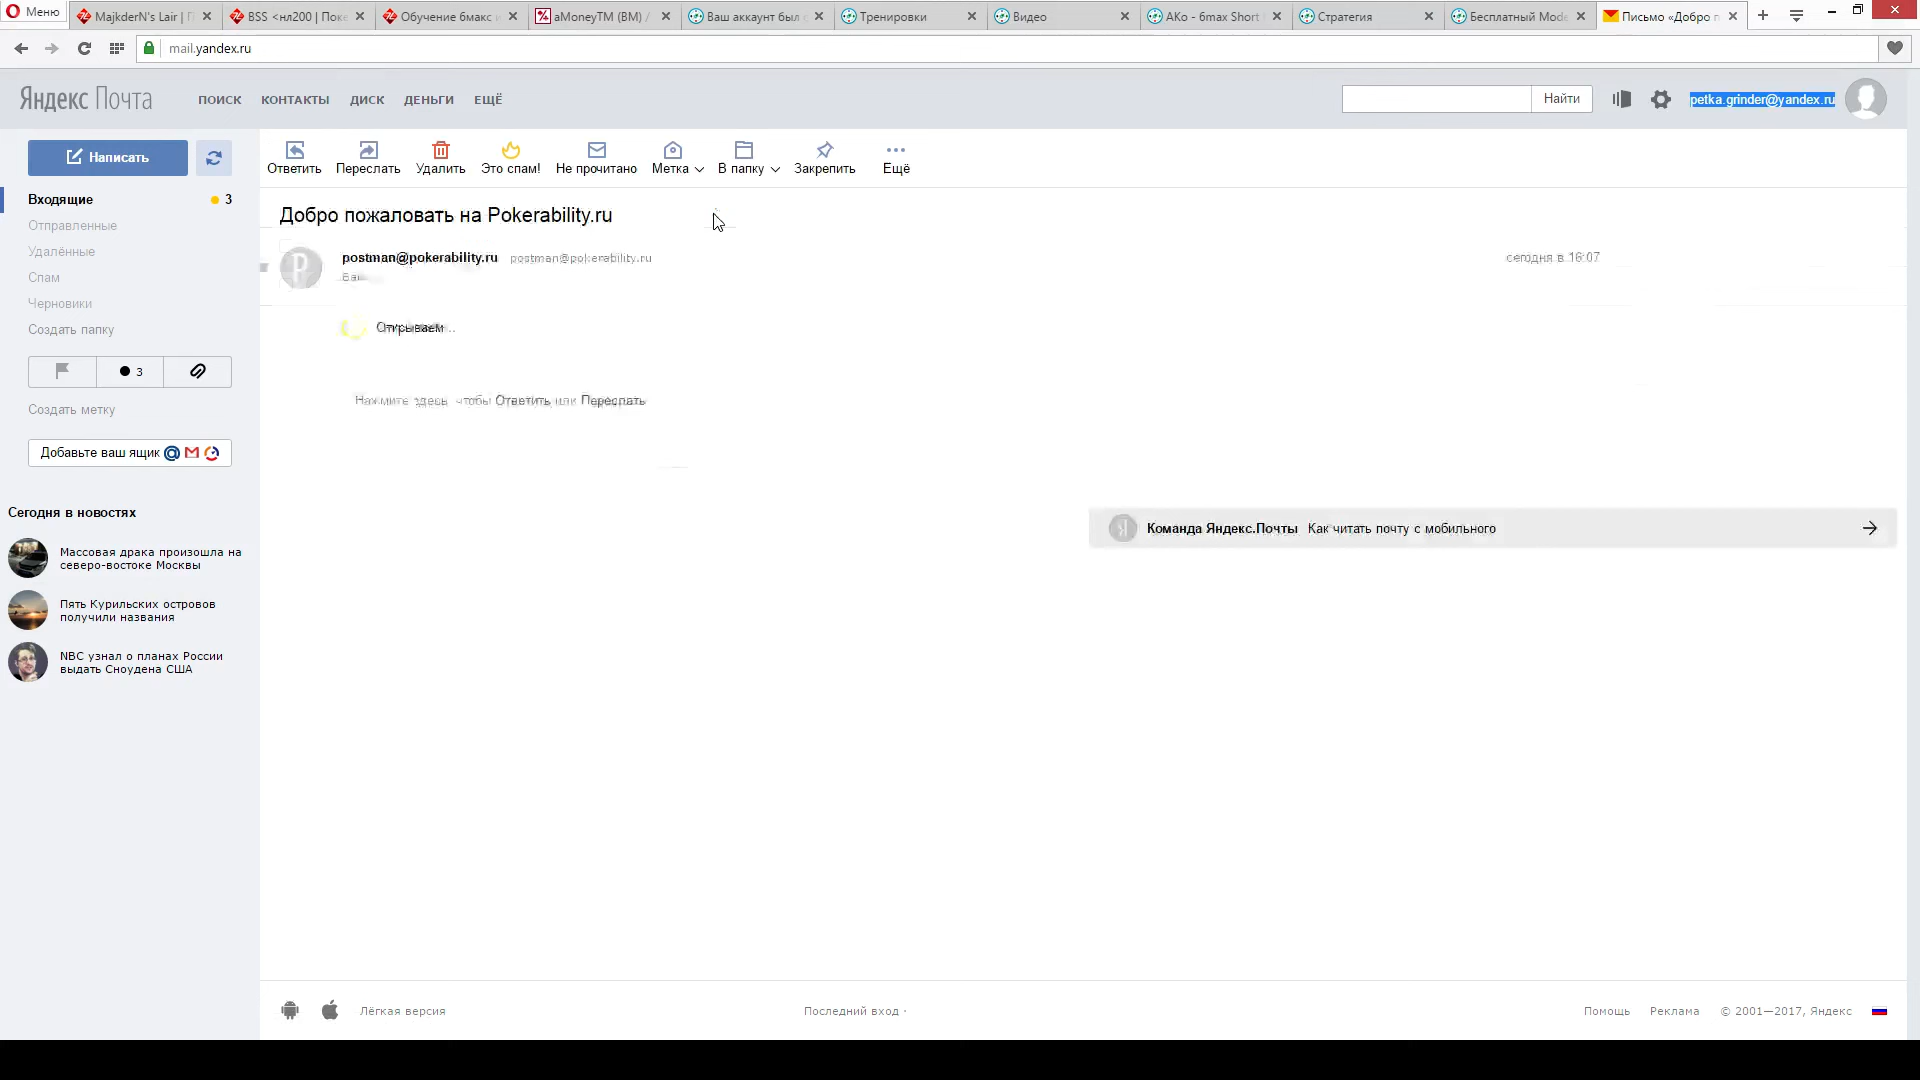 Меню
MajkderN's Lair | П
BSS <нл200 | Поке
Обучение бмакс и
aMoneyTM (BM) /
Ваш аккаунт был с
Тренировки
Видео
AKo - 6max Short
Стратегия
Бесплатный Mode
Письмо «Добро п
mail.yandex.ru
Яндекс Почта
ПОИСК
КОНТАКТЫ
ДИСК
ДЕНЬГИ
ЕЩЁ
Найти
petka.grinder@yandex.ru
Написать
Ответить
Переслать
Удалить
Это спам!
Не прочитано
Метка
В папку
Закрепить
Ещё
Входящие 3
Отправленные
Удалённые
Спам
Черновики
Создать папку
3
Создать метку
Добавьте ваш ящик
Добро пожаловать на Pokerability.ru
postman@pokerability.ru postman@pokerability.ru
сегодня в 16:07
Открываем...
Нажмите здесь, чтобы Ответить или Переслать
Команда Яндекс.Почты Как читать почту с мобильного
Сегодня в новостях
Массовая драка произошла на
северо-востоке Москвы
Пять Курильских островов
получили названия
NBC узнал о планах России
выдать Сноудена США
Лёгкая версия
Последний вход ·
Помощь
Реклама
© 2001—2017, Яндекс